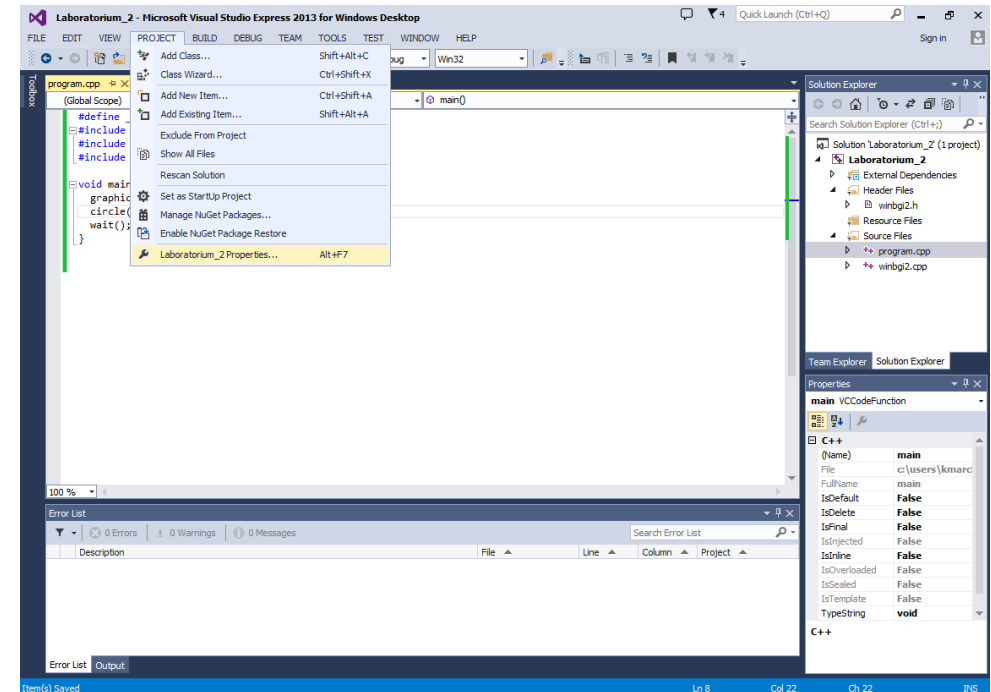 Laboratorium_2 - Microsoft Visual Studio Express 2013 for Windows Desktop
4
Quick Launch (Ctrl+Q)
FILE EDIT VIEW PROJECT BUILD DEBUG TEAM TOOLS TEST WINDOW HELP
Sign in
Win32
Toolbox
program.cpp
(Global Scope)
main()
#define _
#include
#include
#include
void main
graphic
circle(
wait();
}
Add Class... Shift+Alt+C
Class Wizard... Ctrl+Shift+X
Add New Item... Ctrl+Shift+A
Add Existing Item... Shift+Alt+A
Exclude From Project
Show All Files
Rescan Solution
Set as StartUp Project
Manage NuGet Packages...
Enable NuGet Package Restore
Laboratorium_2 Properties... Alt+F7
100 %
Solution Explorer
Search Solution Explorer (Ctrl+;)
Solution 'Laboratorium_2' (1 project)
Laboratorium_2
External Dependencies
Header Files
winbgi2.h
Resource Files
Source Files
program.cpp
winbgi2.cpp
Team Explorer Solution Explorer
Properties
main VCCodeFunction
C++
(Name) main
File c:\users\kmarc
FullName main
IsDefault False
IsDelete False
IsFinal False
IsInjected False
IsInline False
IsOverloaded False
IsSealed False
IsTemplate False
TypeString void
C++
Error List
0 Errors 0 Warnings 0 Messages
Search Error List
Description File Line Column Project
Error List Output
Item(s) Saved
Ln 8 Col 22 Ch 22 INS